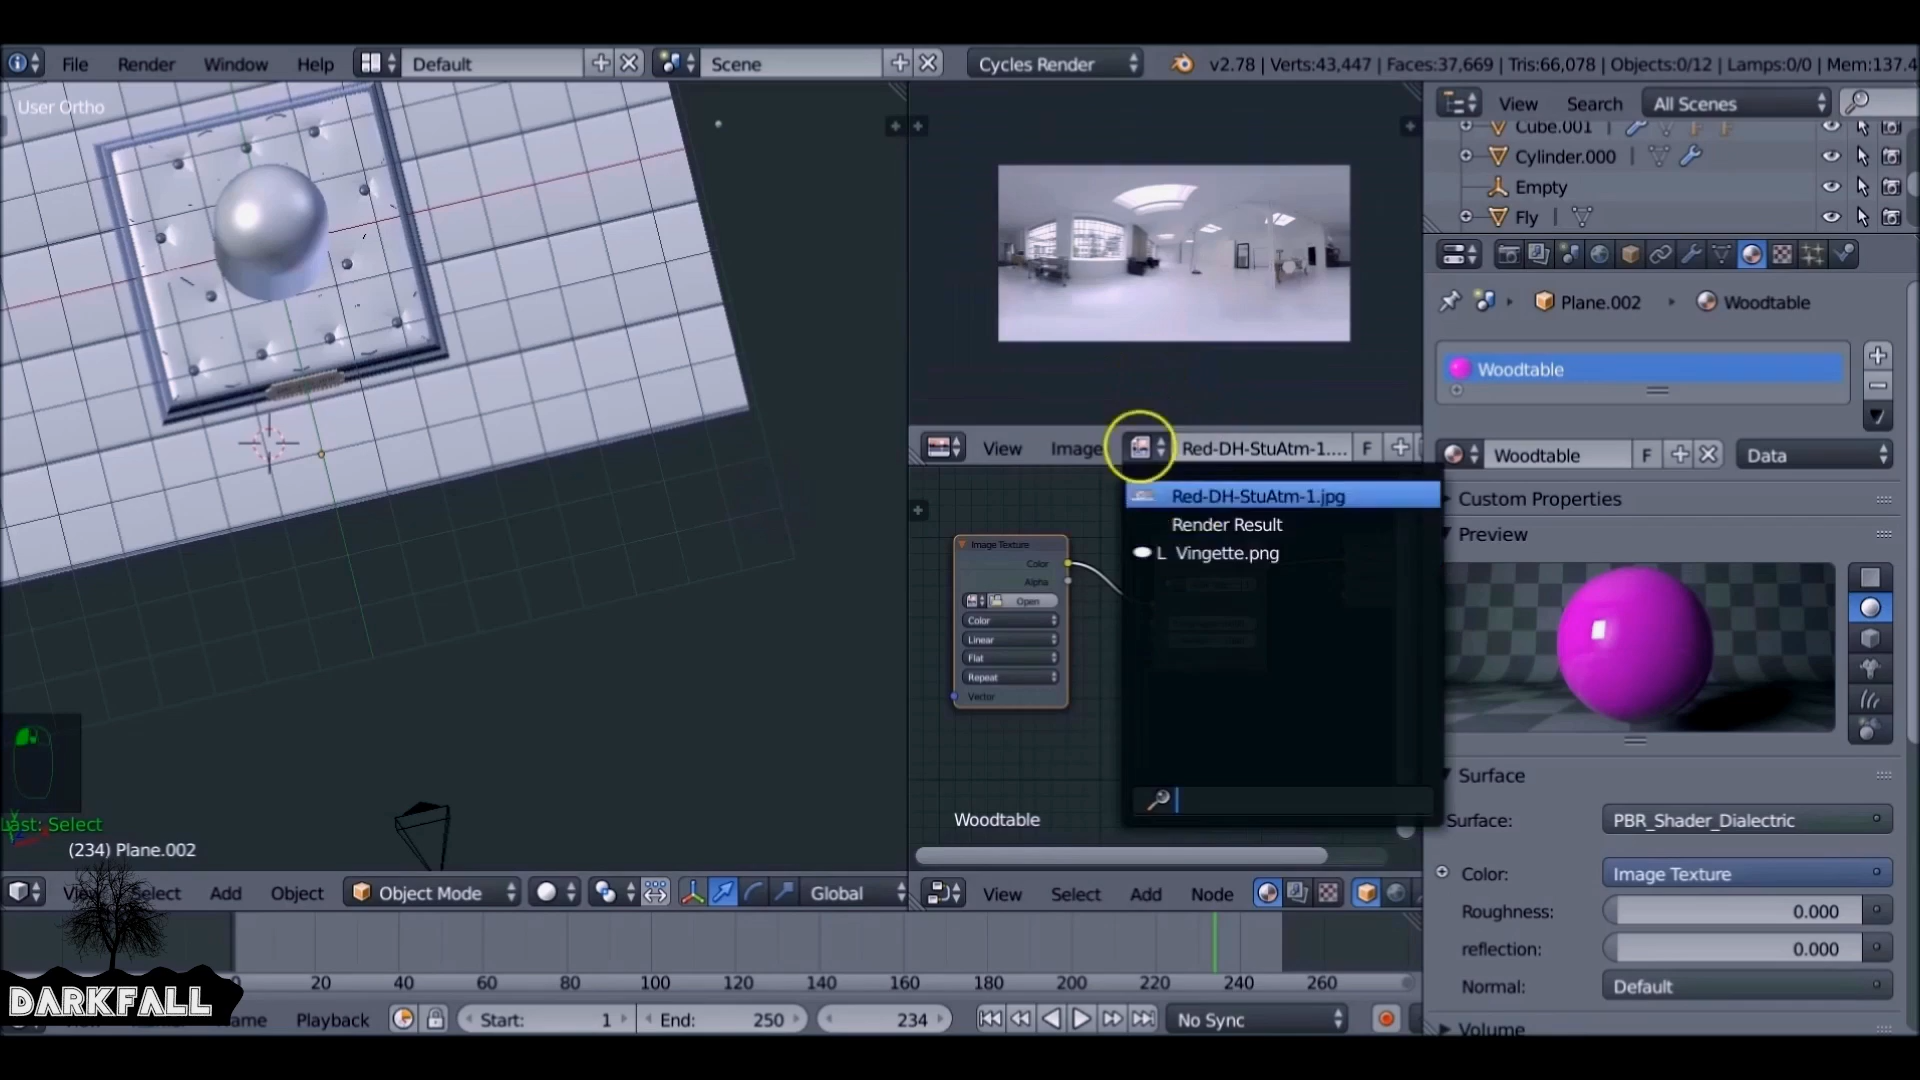 File Render Window Help Default Scene Cycles Render v2.78 | Verts:43,447 | Faces:37,669 | Tris:66,078 | Objects:0/12 | Lamps:0/0 | Mem:137.4
User Ortho
View Search All Scenes
Cube.001
Cylinder.000
Empty
Fly
Plane.002 Woodtable
Woodtable
View Image Red-DH-StuAtm-1.... F
Woodtable F Data
Red-DH-StuAtm-1.jpg
Render Result
L Vingette.png
Custom Properties
Preview
Image Texture
Color
Alpha
Open
Color
Linear
Flat
Repeat
Vector
Woodtable
Surface
Surface: PBR_Shader_Dialectric
Color: Image Texture
Roughness: 0.000
reflection: 0.000
Normal: Default
Volume
Last: Select
(234) Plane.002
Select Add Object Object Mode Global
View Select Add Node
20 40 60 80 100 120 140 160 180 200 220 240 260
DARKFALL
Playback Start: 1 End: 250 234 No Sync